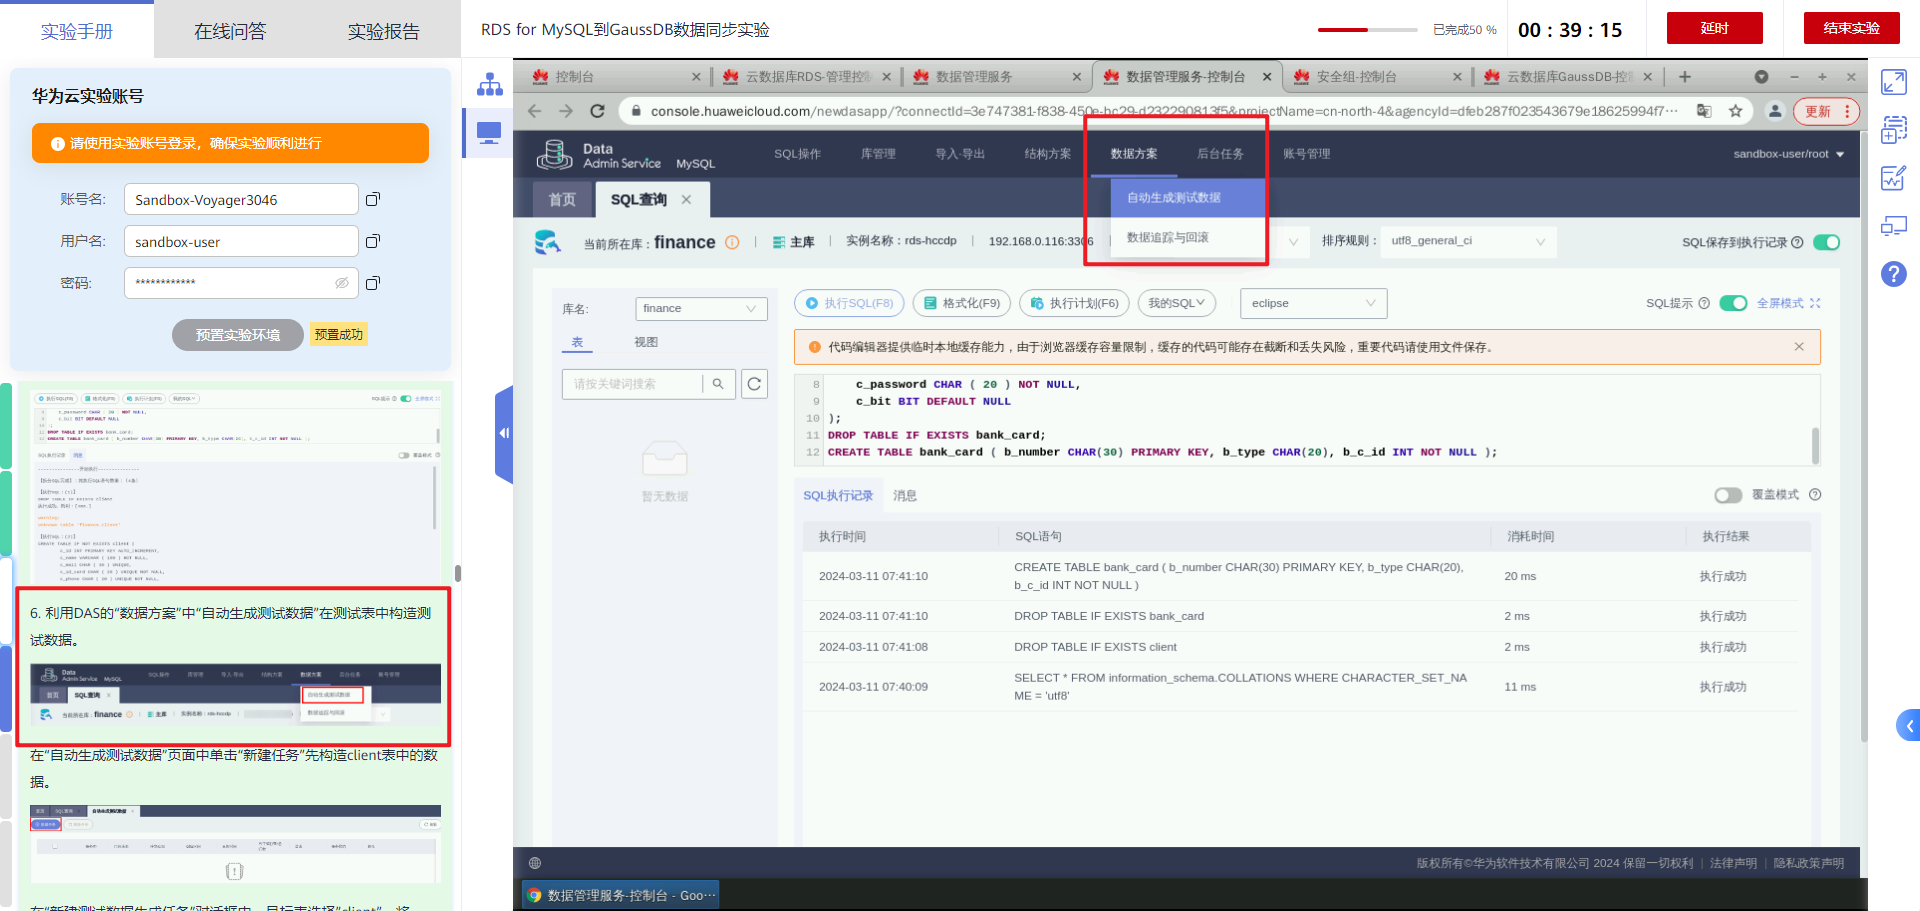 实验手册
在线问答
实验报告
RDS for MySQL到GaussDB数据同步实验
已完成50 %
00 : 39 : 15
延时
结束实验
华为云实验账号
请使用实验账号登录，确保实验顺利进行
账号名:
Sandbox-Voyager3046
用户名:
sandbox-user
密码:
************
预置实验环境
预置成功
6. 利用DAS的“数据方案”中“自动生成测试数据”在测试表中构造测
试数据。
在“自动生成测试数据”页面中单击“新建任务”先构造client表中的数
据。
控制台
云数据库RDS-管理控制
数据管理服务
数据管理服务-控制台
安全组-控制台
云数据库GaussDB-控
console.huaweicloud.com/newdasapp/?connectId=3e747381-f838-450e-bc29-d232290813f5&projectName=cn-north-4&agencyId=dfeb287f023543679e18625994f7···
更新
Data
Admin Service
MySQL
SQL操作
库管理
导入·导出
结构方案
数据方案
后台任务
账号管理
sandbox-user/root
自动生成测试数据
数据追踪与回滚
首页
SQL查询
当前所在库：finance
主库
实例名称：rds-hccdp
192.168.0.116:3306
排序规则：
utf8_general_ci
SQL保存到执行记录
库名:
finance
表
视图
请按关键词搜索
暂无数据
执行SQL(F8)
格式化(F9)
执行计划(F6)
我的SQL
eclipse
SQL提示
全屏模式
代码编辑器提供临时本地缓存能力，由于浏览器缓存容量限制，缓存的代码可能存在截断和丢失风险，重要代码请使用文件保存。
8 c_password CHAR ( 20 ) NOT NULL,
9 c_bit BIT DEFAULT NULL
10 );
11 DROP TABLE IF EXISTS bank_card;
12 CREATE TABLE bank_card ( b_number CHAR(30) PRIMARY KEY, b_type CHAR(20), b_c_id INT NOT NULL );
SQL执行记录
消息
覆盖模式
执行时间
SQL语句
消耗时间
执行结果
2024-03-11 07:41:10
CREATE TABLE bank_card ( b_number CHAR(30) PRIMARY KEY, b_type CHAR(20),
b_c_id INT NOT NULL )
20 ms
执行成功
2024-03-11 07:41:10
DROP TABLE IF EXISTS bank_card
2 ms
执行成功
2024-03-11 07:41:08
DROP TABLE IF EXISTS client
2 ms
执行成功
2024-03-11 07:40:09
SELECT * FROM information_schema.COLLATIONS WHERE CHARACTER_SET_NA
ME = 'utf8'
11 ms
执行成功
版权所有©华为软件技术有限公司 2024 保留一切权利
法律声明
隐私政策声明
数据管理服务-控制台 - Goo···